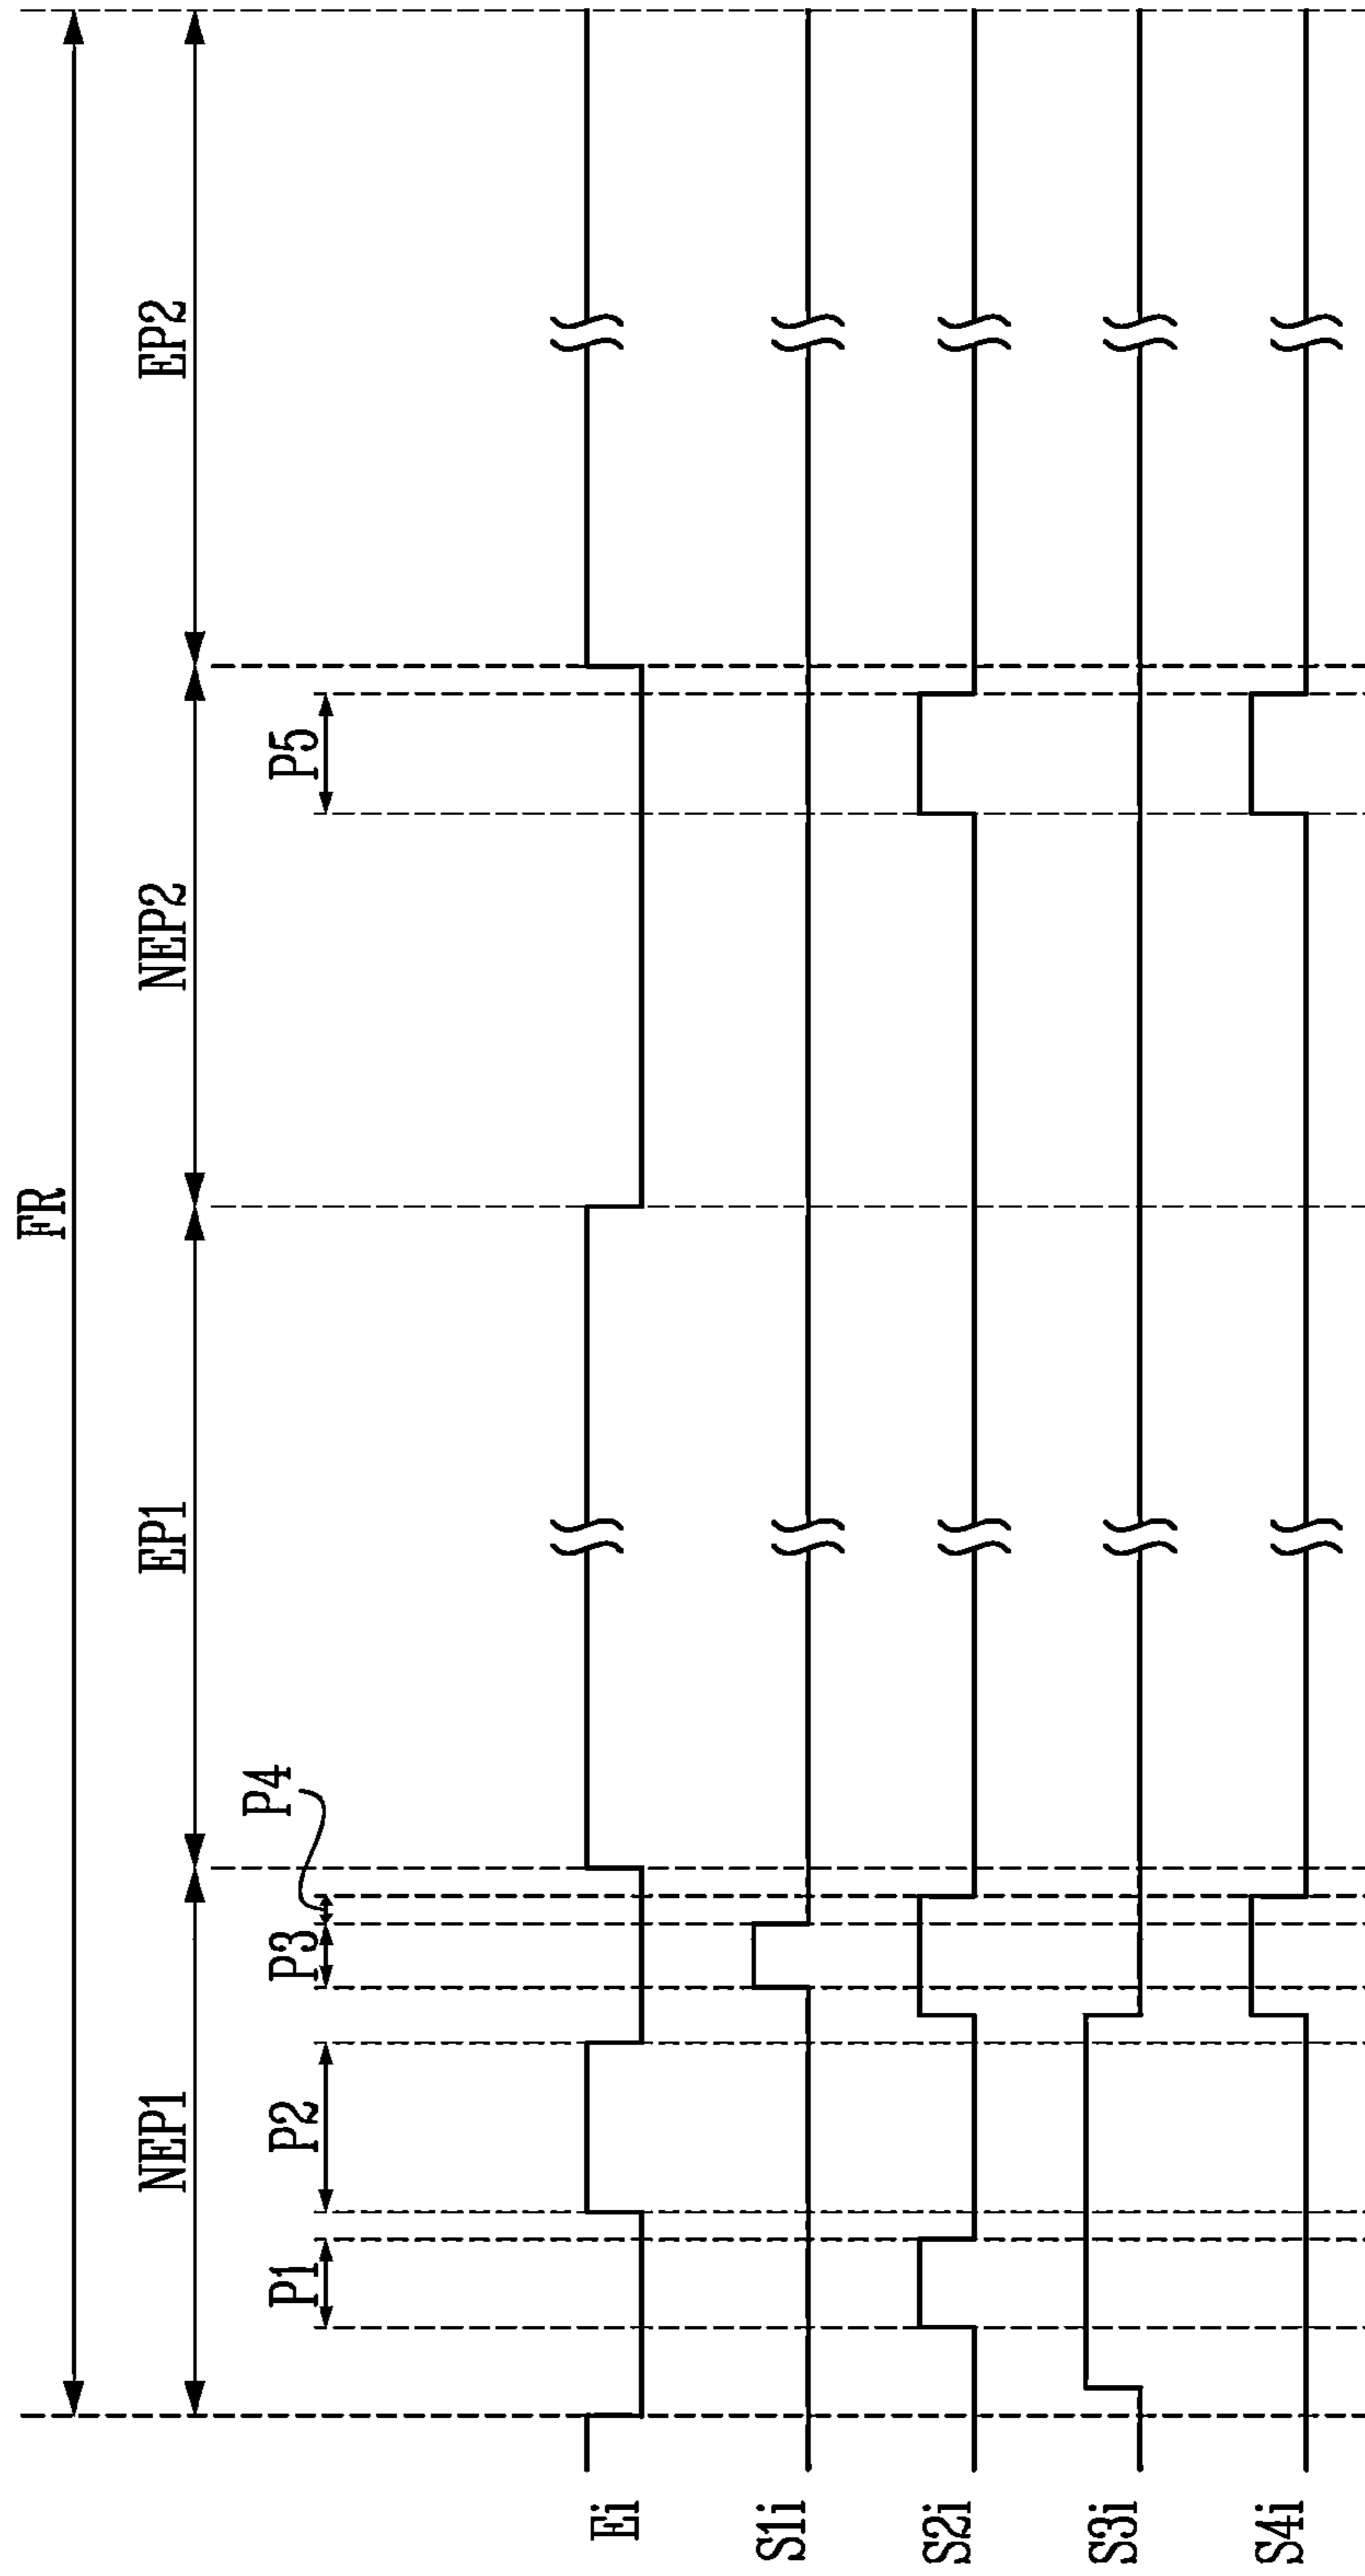 FR
NEP1 EP1 NEP2 EP2
P1 P2 P3 P4 P5
Ei
S1i
S2i
S3i
S4i